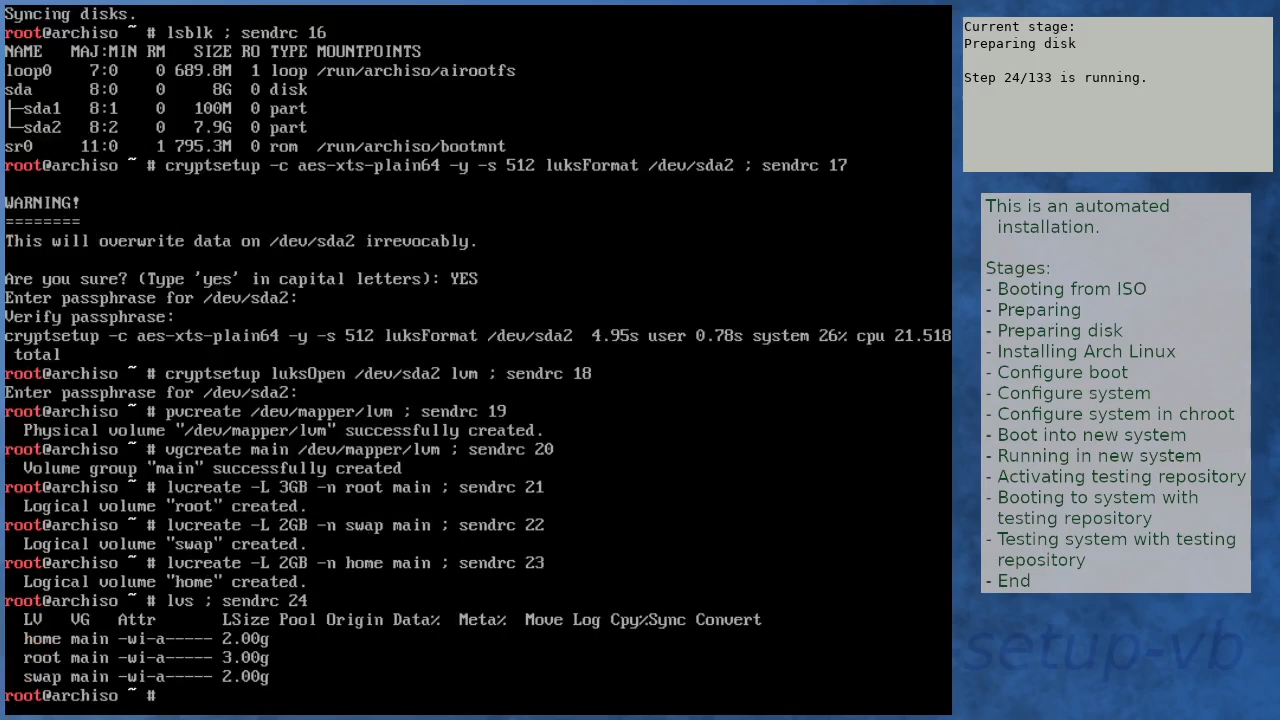 Syncing disks.
root@archiso ~ # lsblk ; sendrc 16
NAME   MAJ:MIN RM   SIZE RO TYPE MOUNTPOINTS
loop0    7:0    0 689.8M  1 loop /run/archiso/airootfs
sda      8:0    0     8G  0 disk
├─sda1   8:1    0   100M  0 part
└─sda2   8:2    0   7.9G  0 part
sr0     11:0    1 795.3M  0 rom  /run/archiso/bootmnt
root@archiso ~ # cryptsetup -c aes-xts-plain64 -y -s 512 luksFormat /dev/sda2 ; sendrc 17
WARNING!
========
This will overwrite data on /dev/sda2 irrevocably.
Are you sure? (Type 'yes' in capital letters): YES
Enter passphrase for /dev/sda2:
Verify passphrase:
cryptsetup -c aes-xts-plain64 -y -s 512 luksFormat /dev/sda2  4.95s user 0.78s system 26% cpu 21.518
 total
root@archiso ~ # cryptsetup luksOpen /dev/sda2 lvm ; sendrc 18
Enter passphrase for /dev/sda2:
root@archiso ~ # pvcreate /dev/mapper/lvm ; sendrc 19
  Physical volume "/dev/mapper/lvm" successfully created.
root@archiso ~ # vgcreate main /dev/mapper/lvm ; sendrc 20
  Volume group "main" successfully created
root@archiso ~ # lvcreate -L 3GB -n root main ; sendrc 21
  Logical volume "root" created.
root@archiso ~ # lvcreate -L 2GB -n swap main ; sendrc 22
  Logical volume "swap" created.
root@archiso ~ # lvcreate -L 2GB -n home main ; sendrc 23
  Logical volume "home" created.
root@archiso ~ # lvs ; sendrc 24
  LV   VG   Attr       LSize Pool Origin Data%  Meta%  Move Log Cpy%Sync Convert
  home main -wi-a----- 2.00g
  root main -wi-a----- 3.00g
  swap main -wi-a----- 2.00g
root@archiso ~ #
Current stage:
Preparing disk
Step 24/133 is running.
This is an automated
installation.
Stages:
- Booting from ISO
- Preparing
- Preparing disk
- Installing Arch Linux
- Configure boot
- Configure system
- Configure system in chroot
- Boot into new system
- Running in new system
- Activating testing repository
- Booting to system with
testing repository
- Testing system with testing
repository
- End
setup-vb